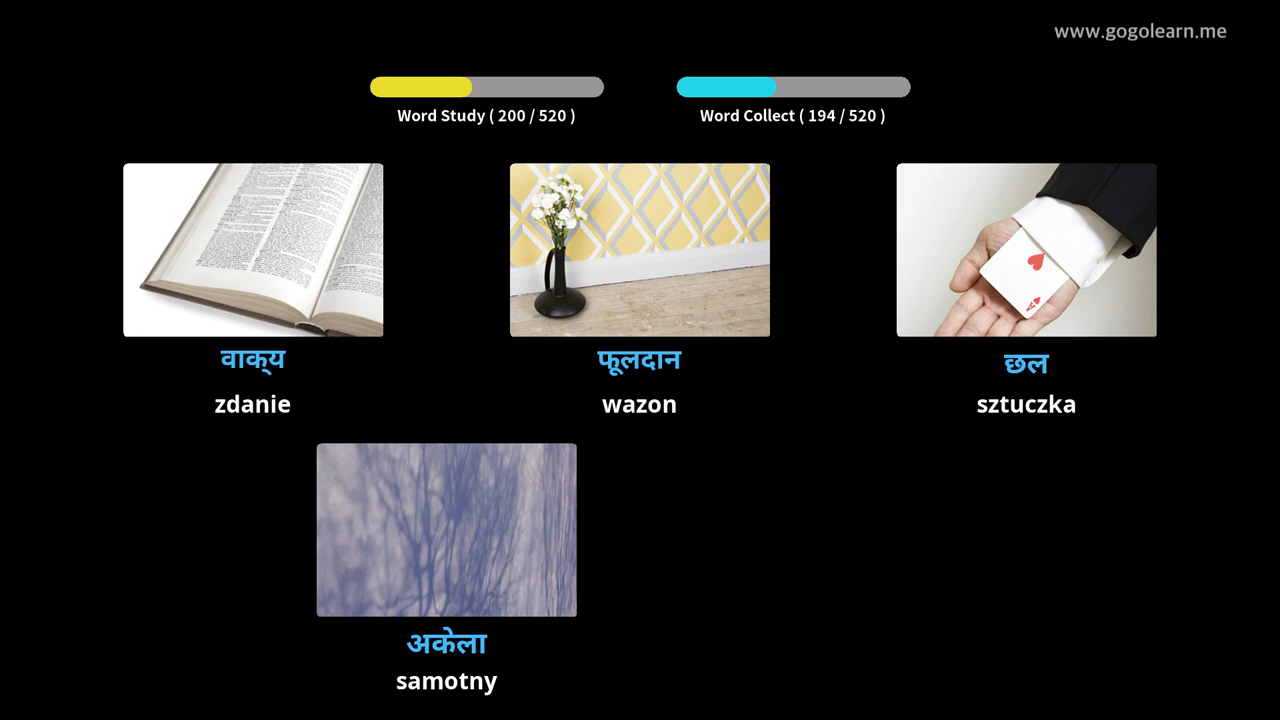 www.gogolearn.me
Word Study ( 200 / 520 )
Word Collect ( 194 / 520 )
वाक्य
zdanie
फूलदान
wazon
छल
sztuczka
अकेला
samotny